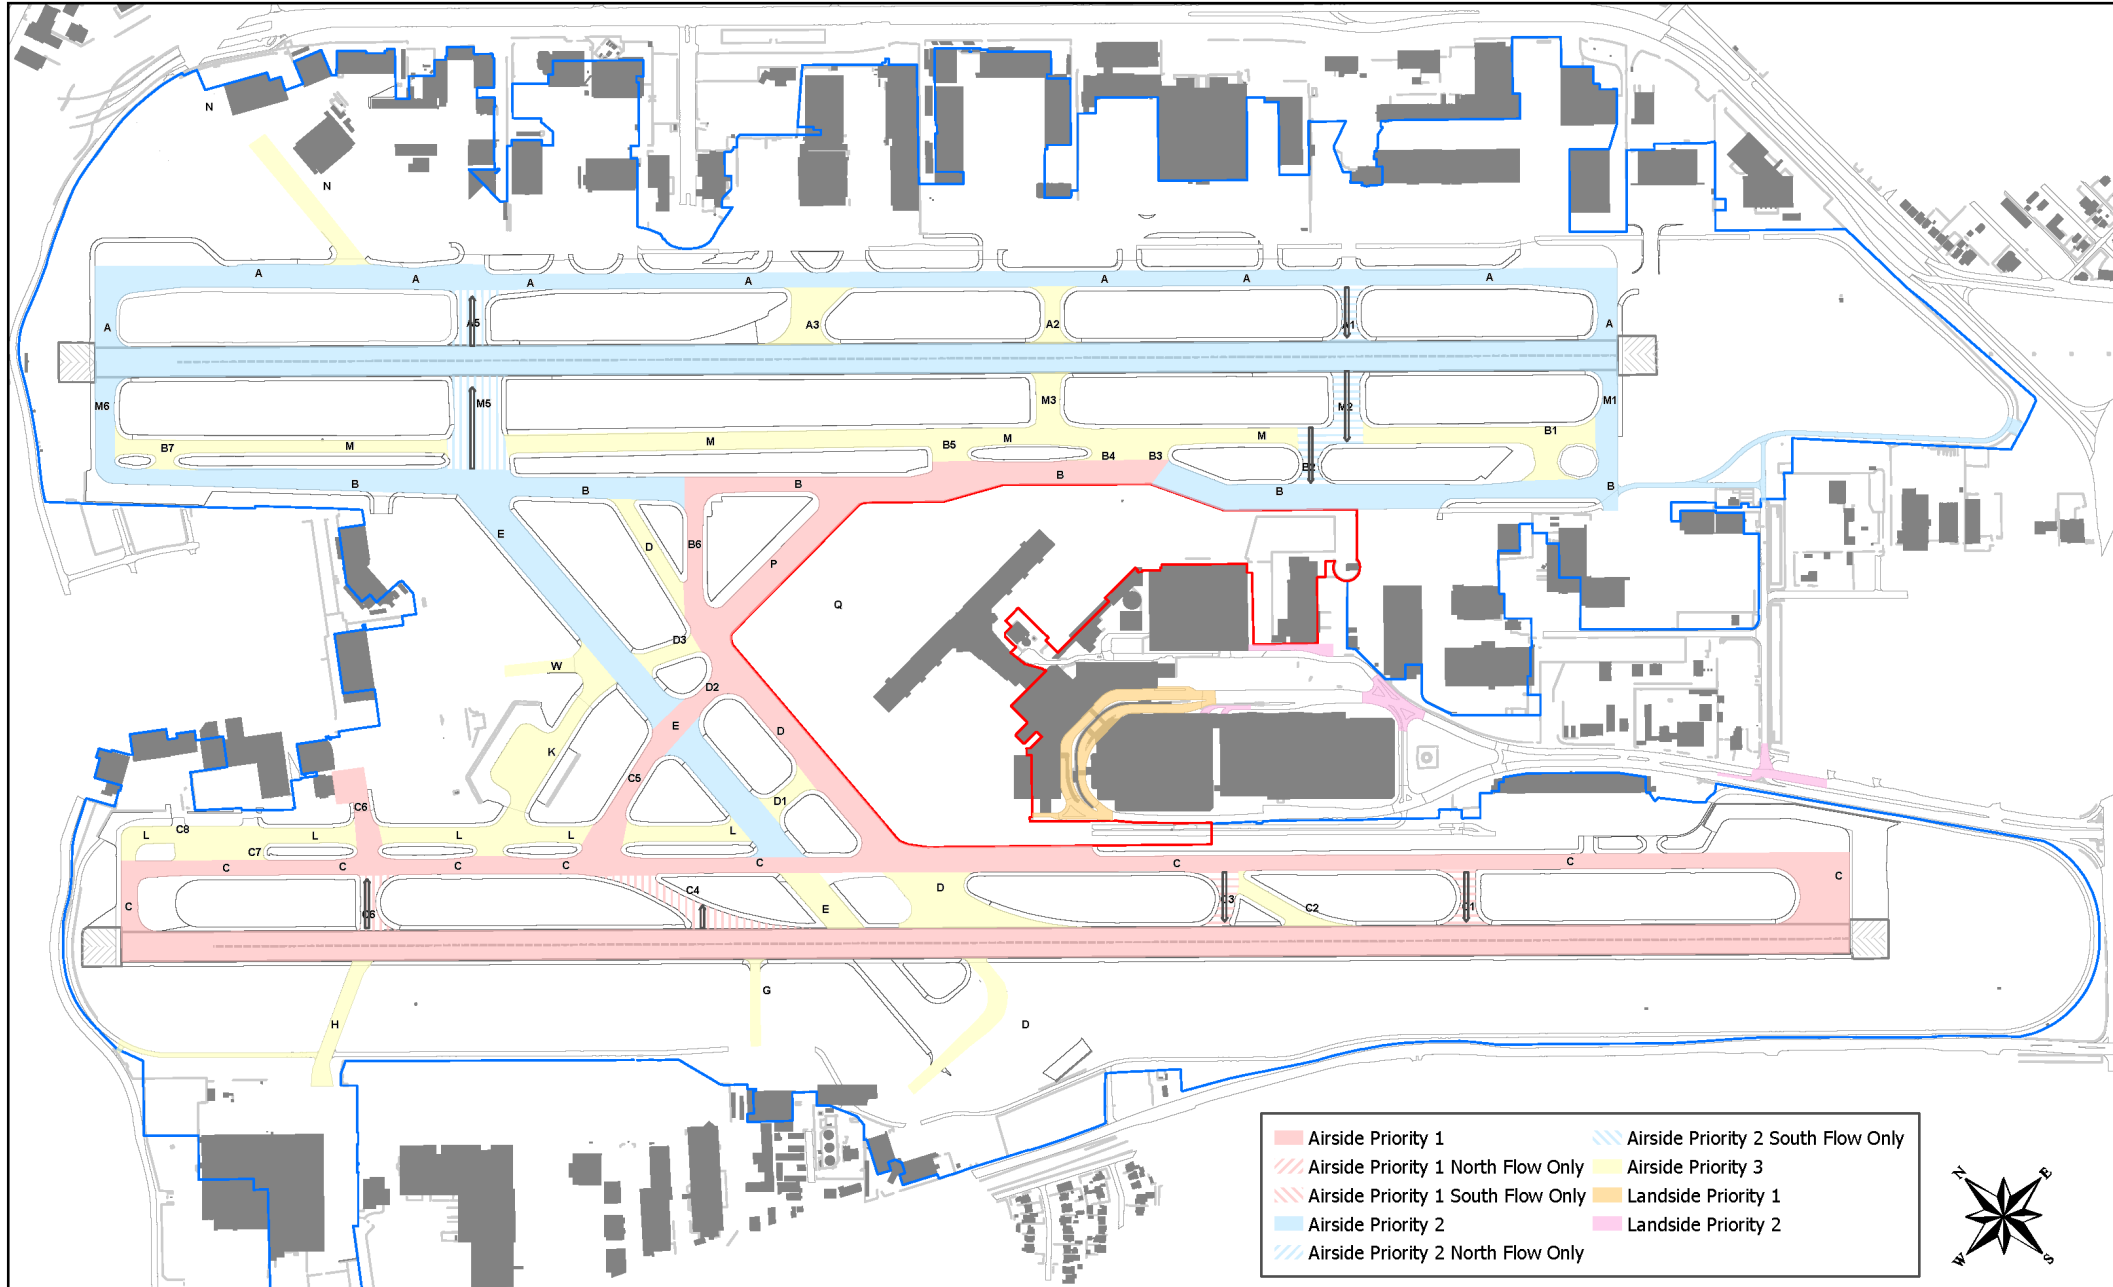 N
N
A
A
A
A
A
A
A
A
A5
A3
A2
A1
A
M6
M5
M3
M2
M1
B7
M
M
B5
M
B4
B3
M
B1
B2
B
B
B
B
B
B
E
D
B6
P
Q
D3
W
D2
E
D
K
C5
D1
C6
C8
L
L
L
L
L
C7
C
C
C
C
C
C
C
C
C
C6
C4
E
D
C3
C2
C1
G
H
D
Airside Priority 1
Airside Priority 1 North Flow Only
Airside Priority 1 South Flow Only
Airside Priority 2
Airside Priority 2 North Flow Only
Airside Priority 2 South Flow Only
Airside Priority 3
Landside Priority 1
Landside Priority 2
N
E
W
S